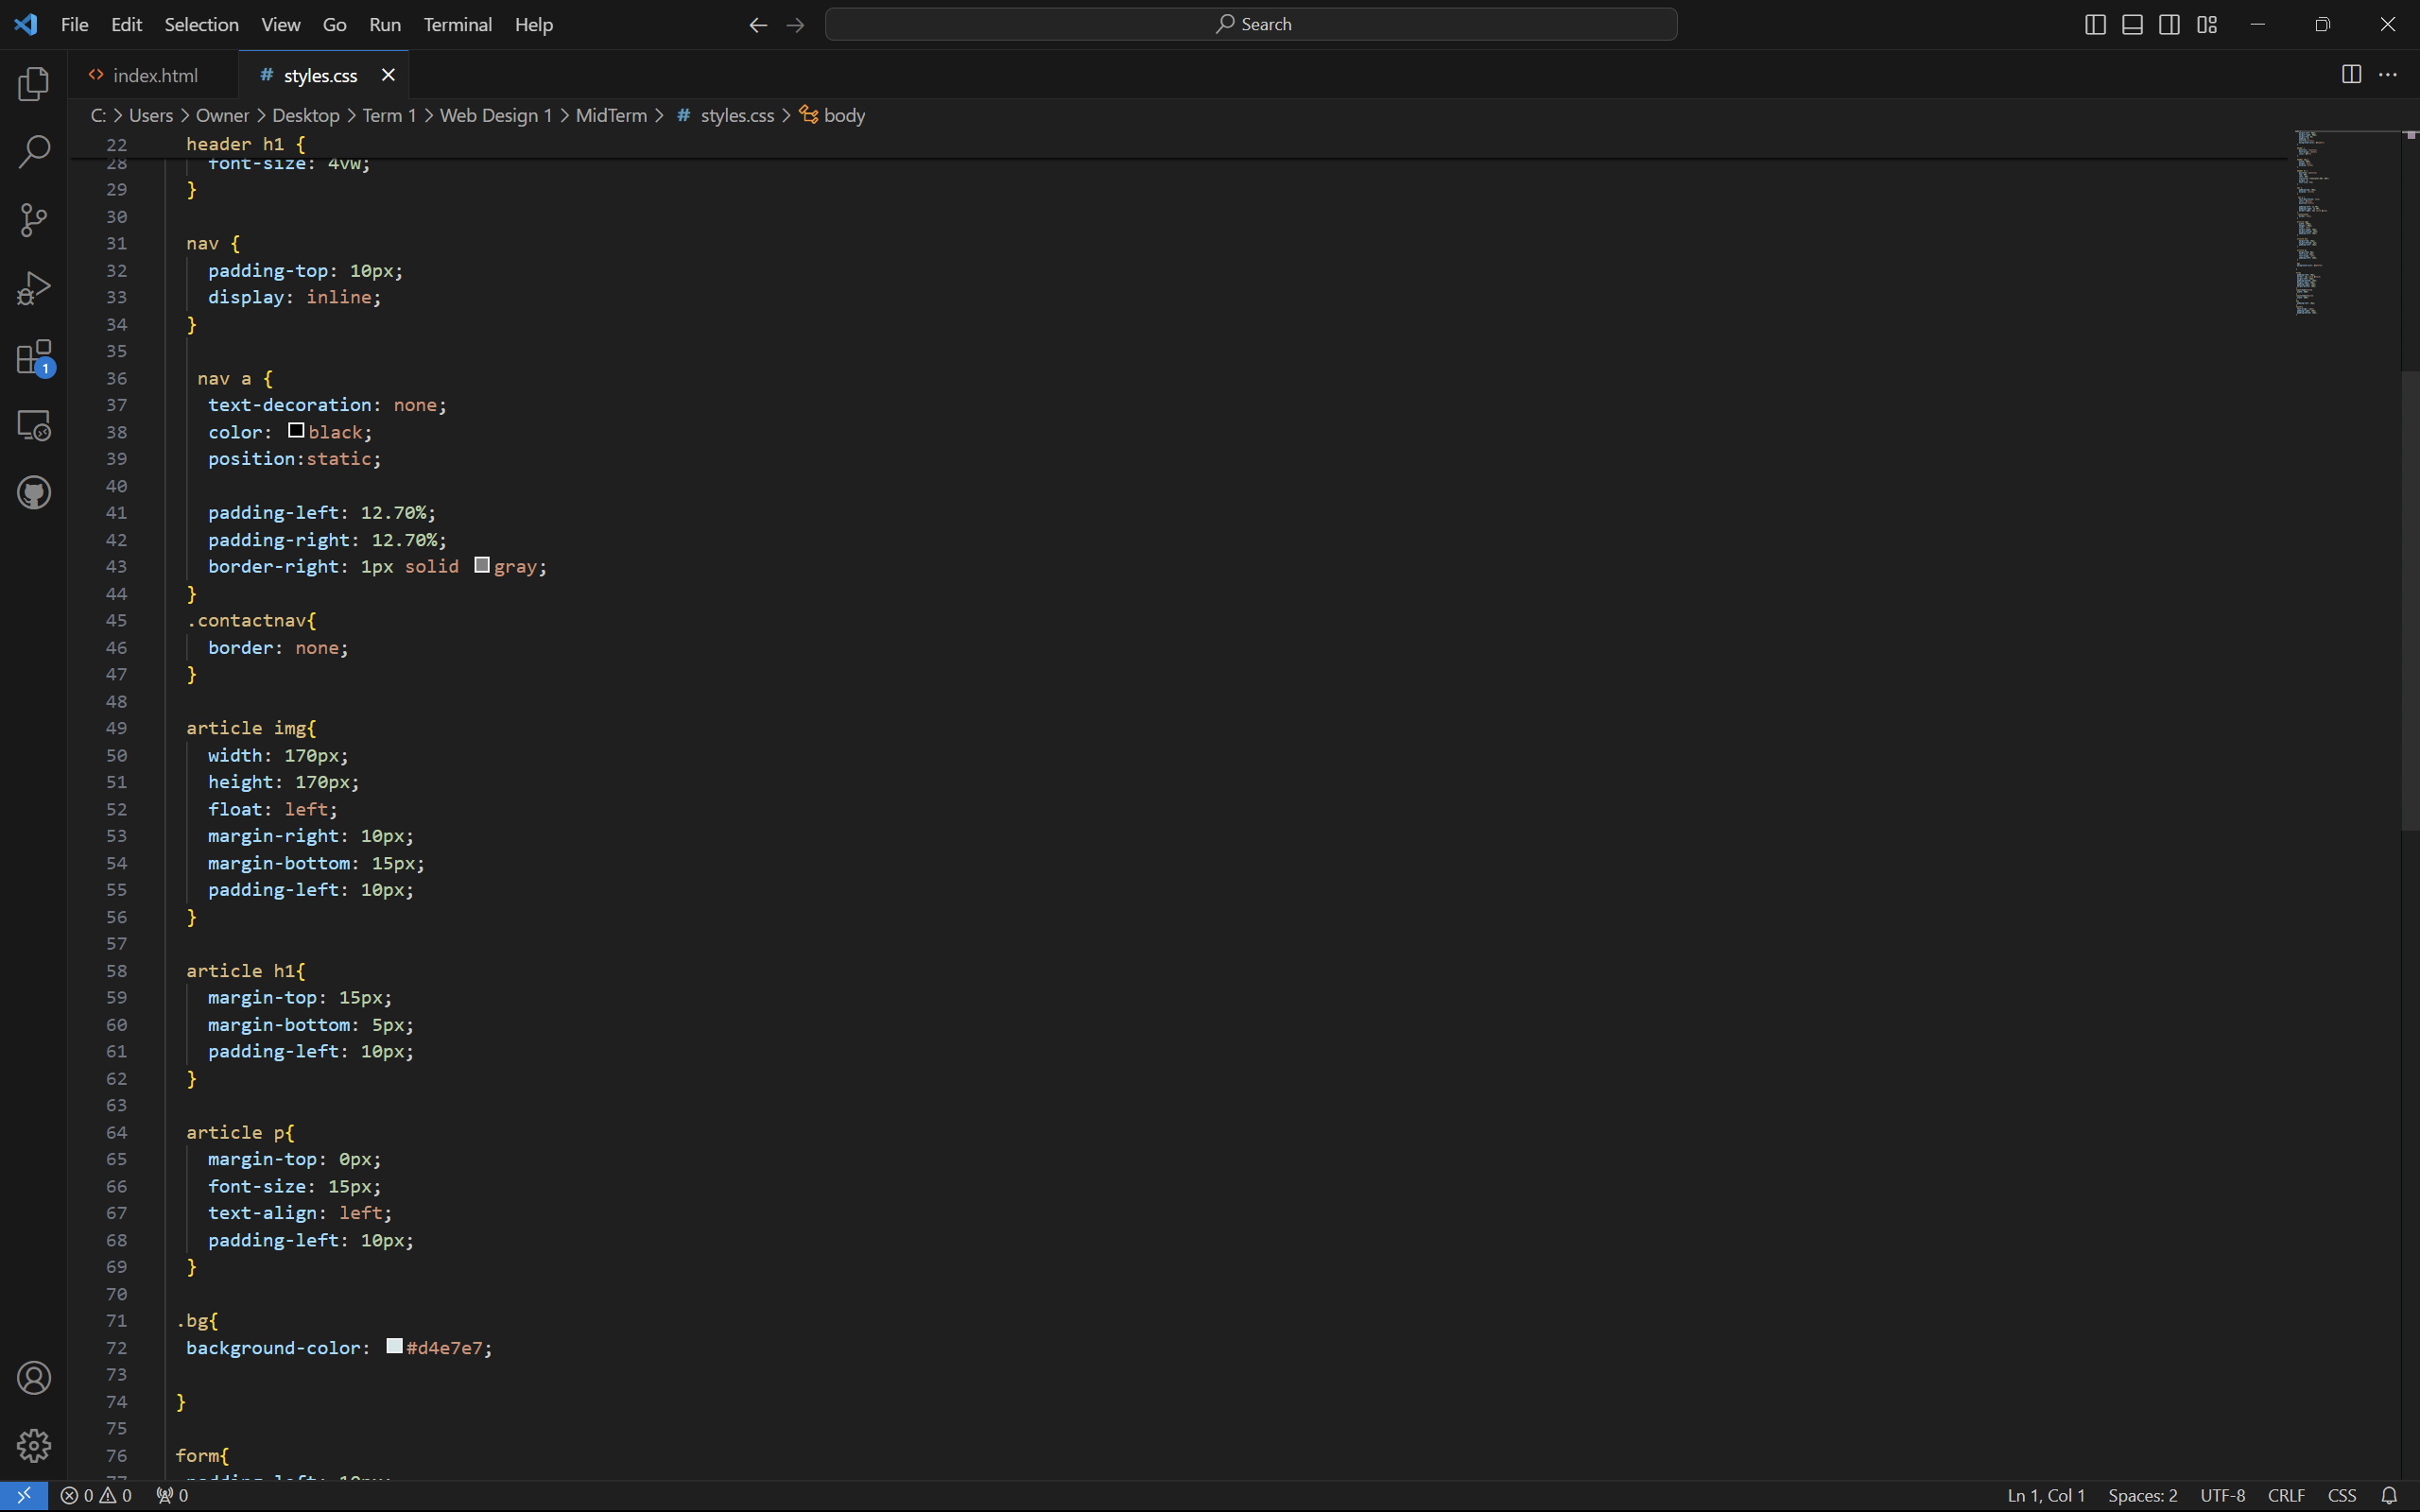 File Edit Selection View Go Run Terminal Help
Search
index.html
# styles.css
C: > Users > Owner > Desktop > Term 1 > Web Design 1 > MidTerm > # styles.css > body
22 header h1 {
28 font-size: 4vw;
29 }
30
31 nav {
32 padding-top: 10px;
33 display: inline;
34 }
35
36 nav a {
37 text-decoration: none;
38 color: black;
39 position:static;
40
41 padding-left: 12.70%;
42 padding-right: 12.70%;
43 border-right: 1px solid gray;
44 }
45 .contactnav{
46 border: none;
47 }
48
49 article img{
50 width: 170px;
51 height: 170px;
52 float: left;
53 margin-right: 10px;
54 margin-bottom: 15px;
55 padding-left: 10px;
56 }
57
58 article h1{
59 margin-top: 15px;
60 margin-bottom: 5px;
61 padding-left: 10px;
62 }
63
64 article p{
65 margin-top: 0px;
66 font-size: 15px;
67 text-align: left;
68 padding-left: 10px;
69 }
70
71 .bg{
72 background-color: #d4e7e7;
73
74 }
75
76 form{
1
0 0 0
Ln 1, Col 1 Spaces: 2 UTF-8 CRLF CSS